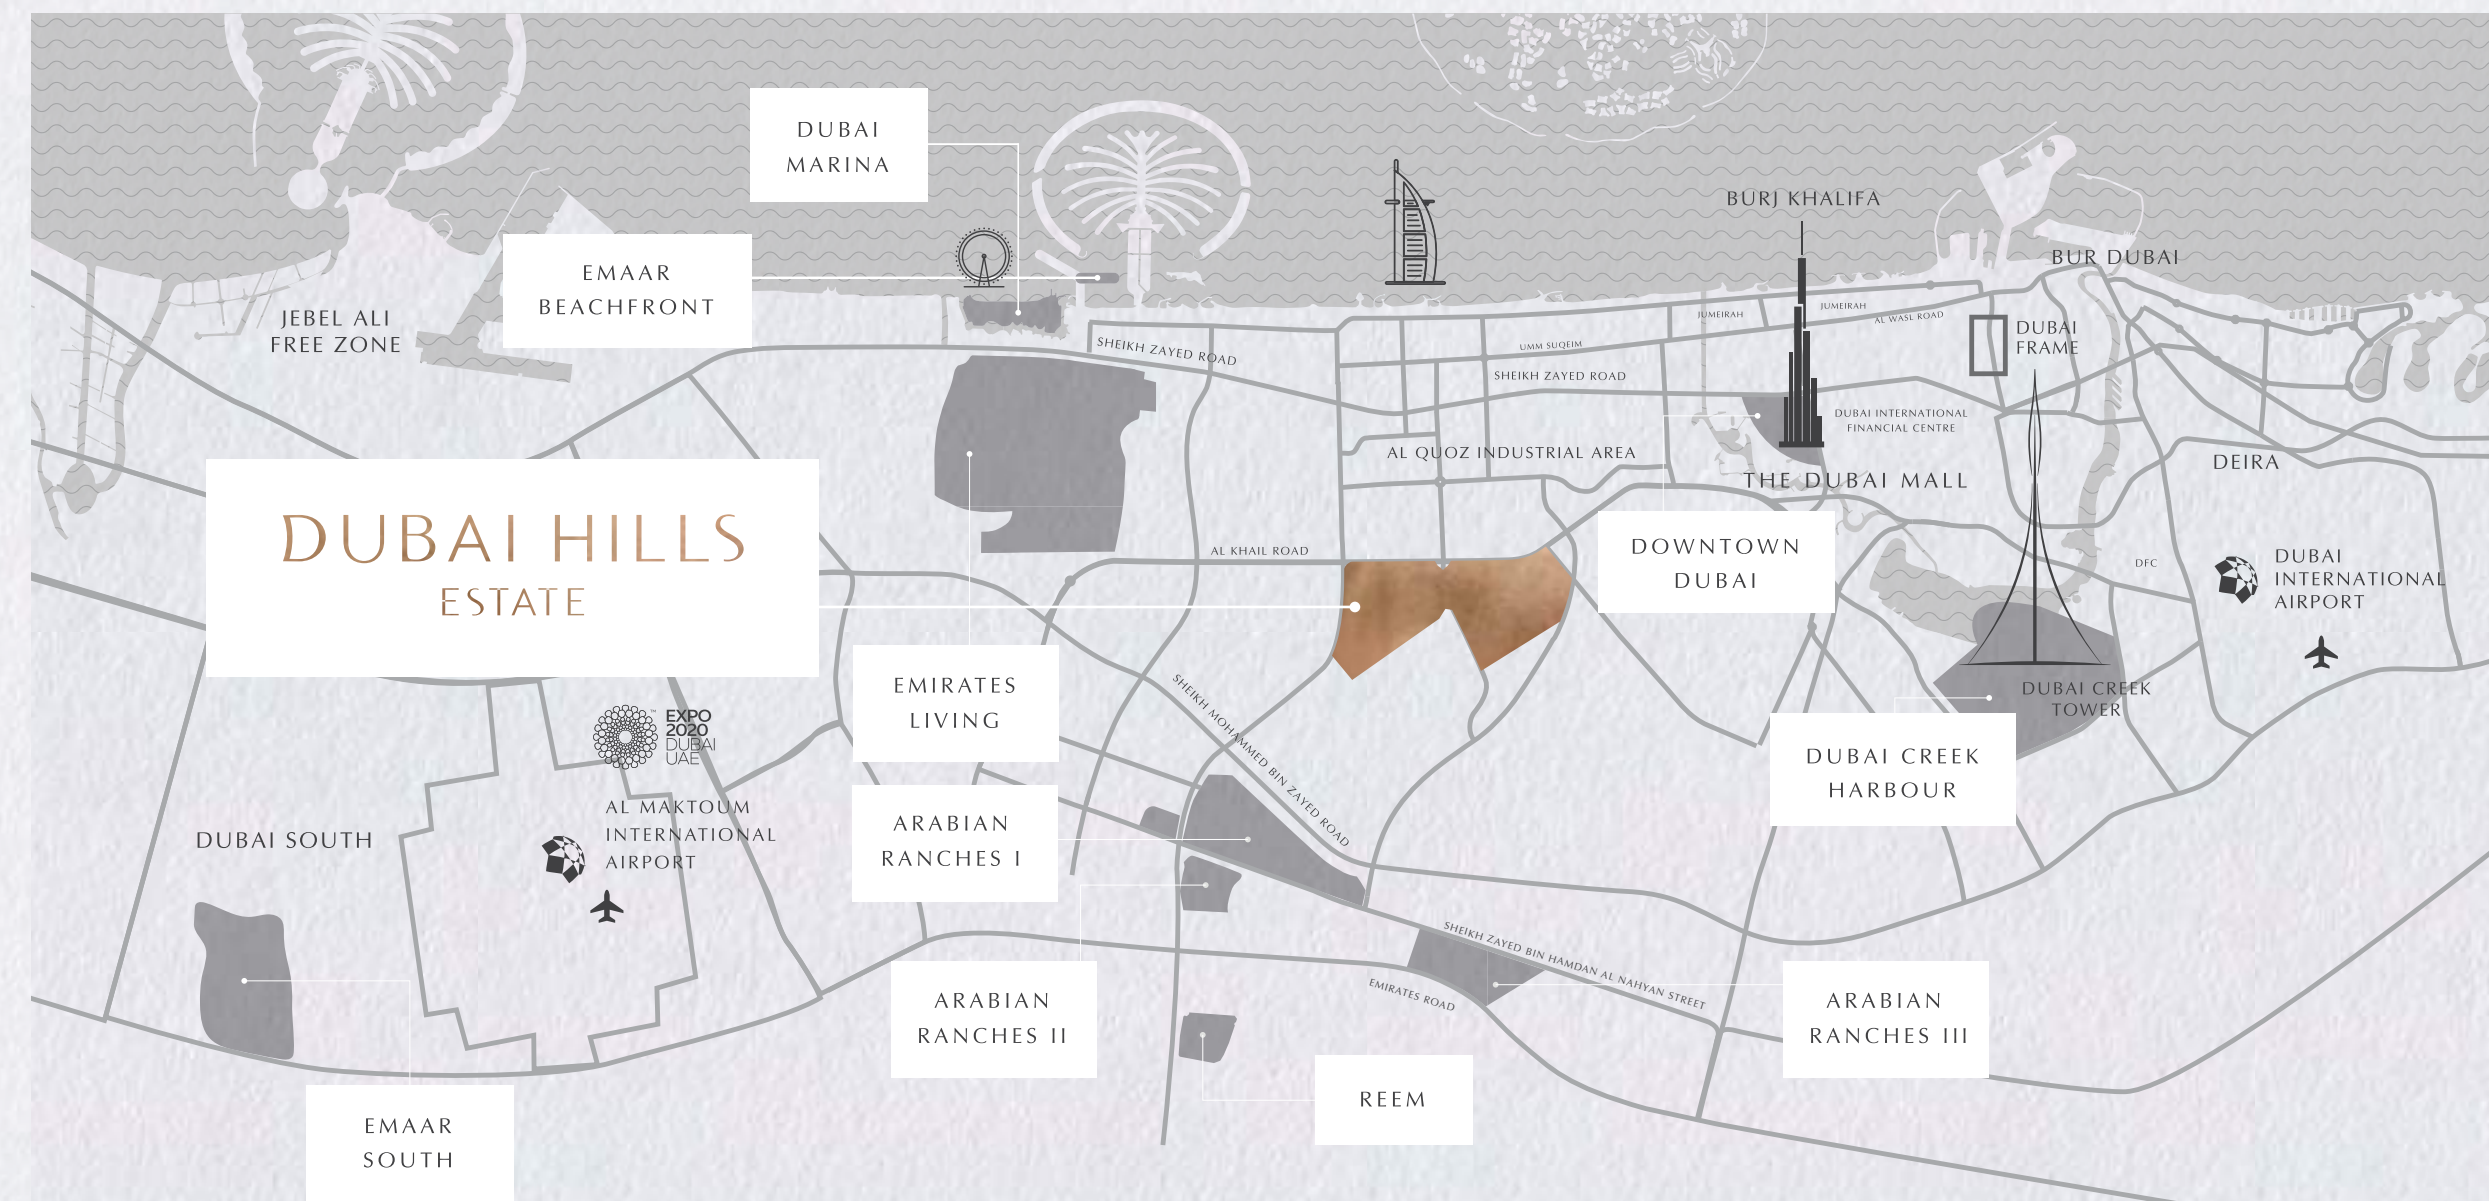 DUBAI
MARINA
BURJ KHALIFA
BUR DUBAI
EMAAR
BEACHFRONT
JEBEL ALI
FREE ZONE
JUMEIRAH
JUMEIRAH
AL WASL ROAD
DUBAI
FRAME
SHEIKH ZAYED ROAD
UMM SUQEIM
SHEIKH ZAYED ROAD
DUBAI INTERNATIONAL
FINANCIAL CENTRE
AL QUOZ INDUSTRIAL AREA
THE DUBAI MALL
DEIRA
DUBAI HILLS
ESTATE
AL KHAIL ROAD
DOWNTOWN
DUBAI
DFC
DUBAI
INTERNATIONAL
AIRPORT
EMIRATES
LIVING
SHEIKH MOHAMMED BIN ZAYED ROAD
DUBAI CREEK
TOWER
EXPO
2020
DUBAI
UAE
TM
DUBAI CREEK
HARBOUR
AL MAKTOUM
INTERNATIONAL
AIRPORT
DUBAI SOUTH
ARABIAN
RANCHES I
SHEIKH ZAYED BIN HAMDAN AL NAHYAN STREET
EMIRATES ROAD
ARABIAN
RANCHES II
ARABIAN
RANCHES III
REEM
EMAAR
SOUTH